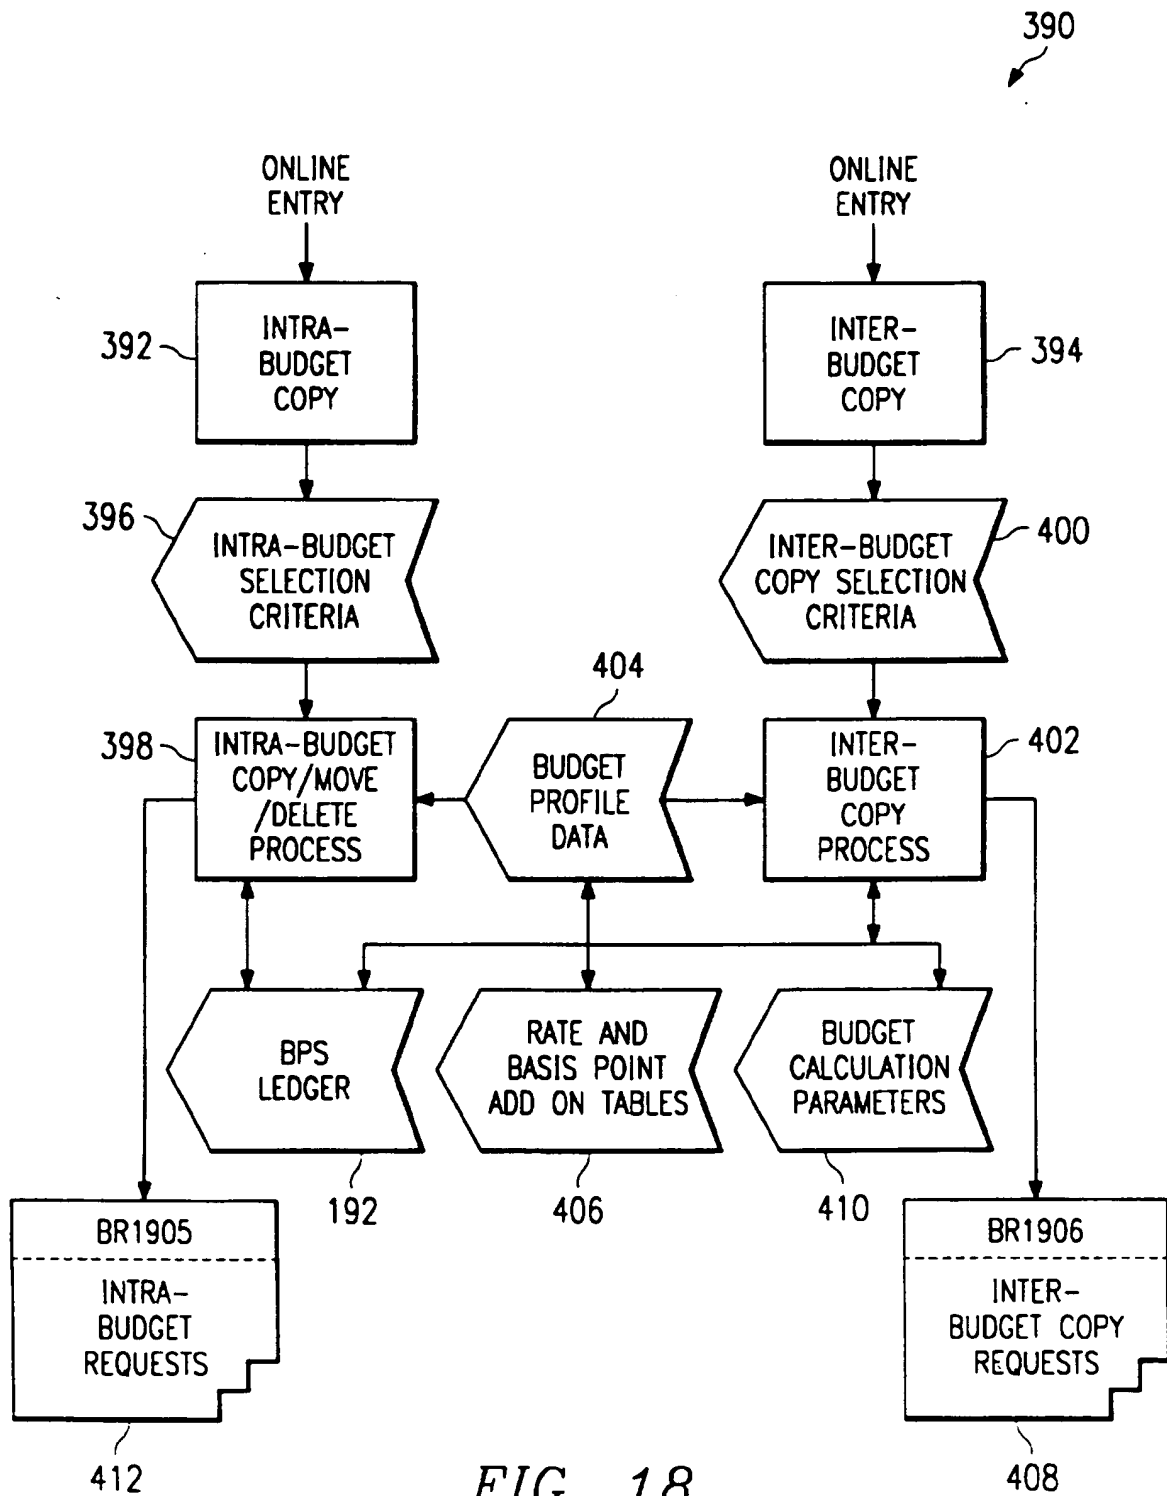 390
ONLINE
ENTRY
ONLINE
ENTRY
392
INTRA-
BUDGET
COPY
INTER-
BUDGET
COPY
394
396
INTRA-BUDGET
SELECTION
CRITERIA
INTER-BUDGET
COPY SELECTION
CRITERIA
400
398
INTRA-BUDGET
COPY/MOVE
/DELETE
PROCESS
404
BUDGET
PROFILE
DATA
INTER-
BUDGET
COPY
PROCESS
402
BPS
LEDGER
192
RATE AND
BASIS POINT
ADD ON TABLES
406
BUDGET
CALCULATION
PARAMETERS
410
BR1905
INTRA-
BUDGET
REQUESTS
412
BR1906
INTER-
BUDGET COPY
REQUESTS
408
FIG. 18